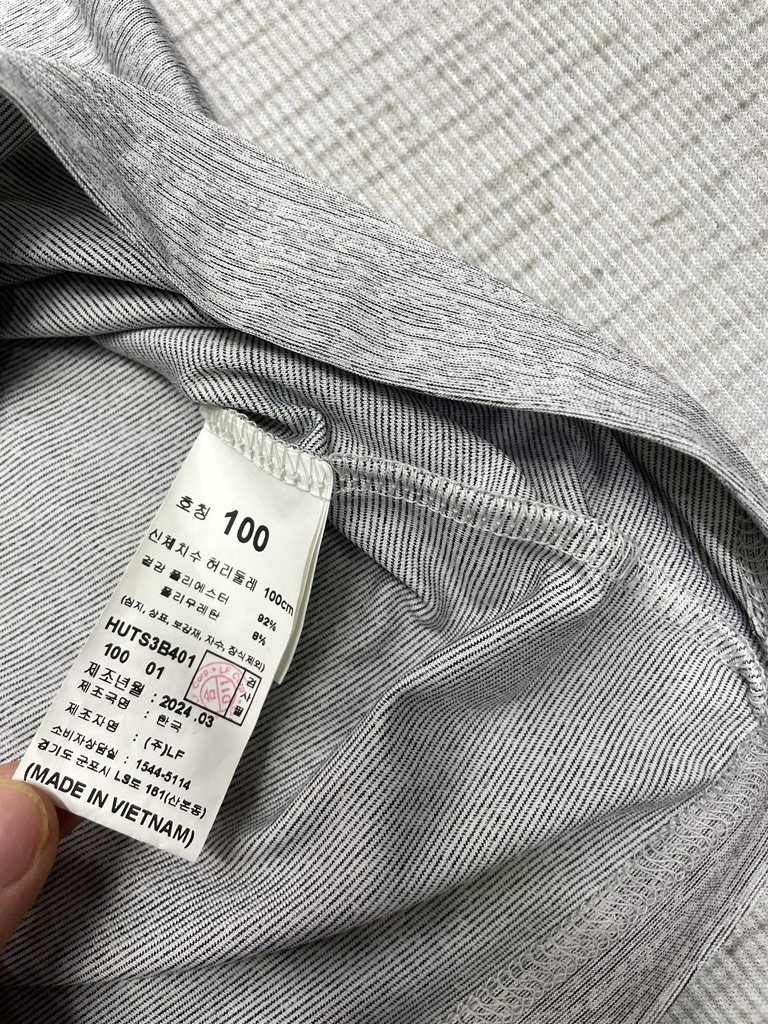 호칭 100
신체치수 허리둘레 100cm
겉감 폴리에스터 92%
폴리우레탄 8%
(심지, 상표, 보강재, 자수, 장식제외)
HUTS3B401
100 01
검사필
제조년월 : 2024.03
제조국명 : 한국
제조자명 : (주)LF
소비자상담실 : 1544-5114
경기도 군포시 LS로 161(산본동)
(MADE IN VIETNAM)